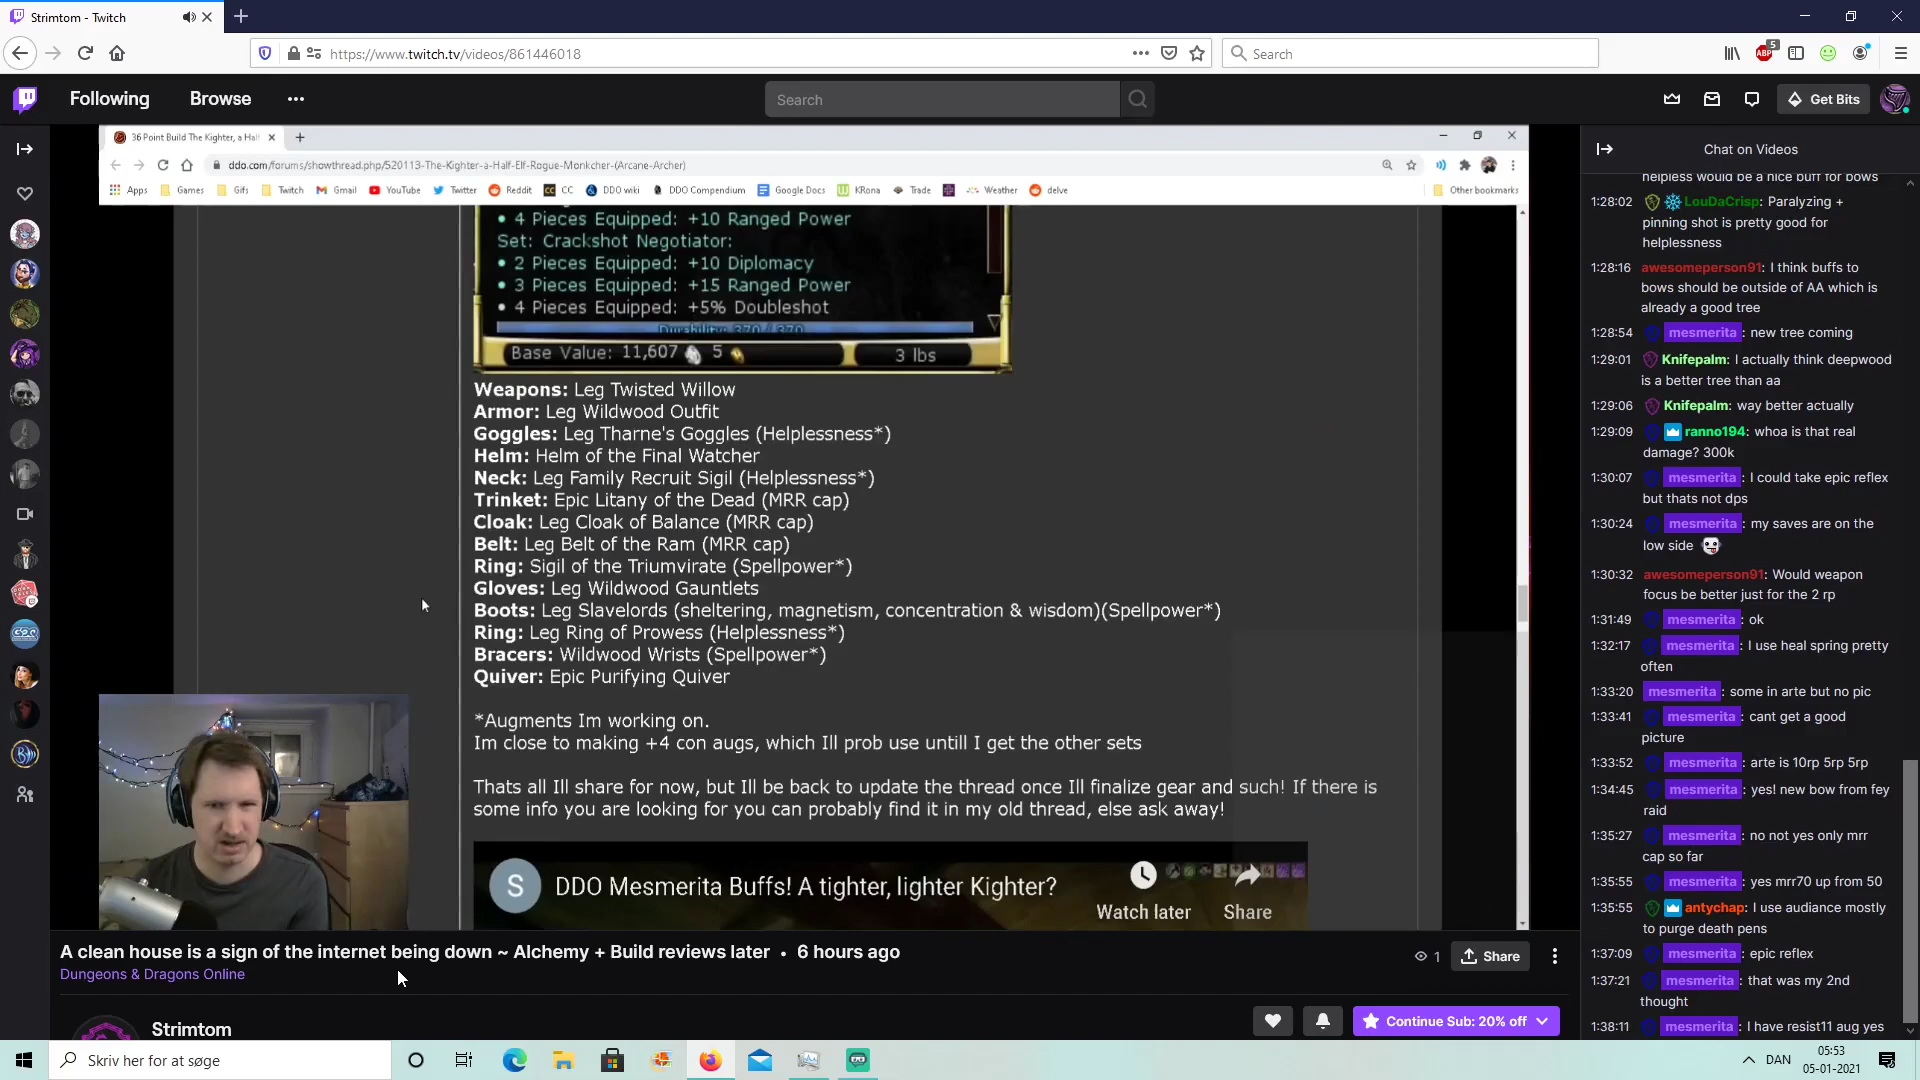 Strimtom - Twitch
https://www.twitch.tv/videos/861446018
Search
5
Following
Browse
Search
Get Bits
36 Point Build The Kighter, a Hal
ddo.com/forums/showthread.php/520113-The-Kighter-a-Half-Elf-Rogue-Monkcher-(Arcane-Archer)
Apps Games Gifs Twitch Gmail YouTube Twitter Reddit CC DDO wiki DDO Compendium Google Docs KRona Trade Weather delve Other bookmarks
• 4 Pieces Equipped: +10 Ranged Power
Set: Crackshot Negotiator:
• 2 Pieces Equipped: +10 Diplomacy
• 3 Pieces Equipped: +15 Ranged Power
• 4 Pieces Equipped: +5% Doubleshot
Durability: 370 / 370
Base Value: 11,607 5 3 lbs
Weapons: Leg Twisted Willow
Armor: Leg Wildwood Outfit
Goggles: Leg Tharne's Goggles (Helplessness*)
Helm: Helm of the Final Watcher
Neck: Leg Family Recruit Sigil (Helplessness*)
Trinket: Epic Litany of the Dead (MRR cap)
Cloak: Leg Cloak of Balance (MRR cap)
Belt: Leg Belt of the Ram (MRR cap)
Ring: Sigil of the Triumvirate (Spellpower*)
Gloves: Leg Wildwood Gauntlets
Boots: Leg Slavelords (sheltering, magnetism, concentration & wisdom)(Spellpower*)
Ring: Leg Ring of Prowess (Helplessness*)
Bracers: Wildwood Wrists (Spellpower*)
Quiver: Epic Purifying Quiver
*Augments Im working on.
Im close to making +4 con augs, which Ill prob use untill I get the other sets
Thats all Ill share for now, but Ill be back to update the thread once Ill finalize gear and such! If there is
some info you are looking for you can probably find it in my old thread, else ask away!
S DDO Mesmerita Buffs! A tighter, lighter Kighter?
Watch later Share
A clean house is a sign of the internet being down ~ Alchemy + Build reviews later • 6 hours ago
Dungeons & Dragons Online
1
Share
Strimtom
Continue Sub: 20% off
Chat on Videos
helpless would be a nice buff for bows
1:28:02 LouDaCrisp: Paralyzing +
pinning shot is pretty good for
helplessness
1:28:16 awesomeperson91: I think buffs to
bows should be outside of AA which is
already a good tree
1:28:54 mesmerita: new tree coming
1:29:01 Knifepalm: I actually think deepwood
is a better tree than aa
1:29:06 Knifepalm: way better actually
1:29:09 ranno194: whoa is that real
damage? 300k
1:30:07 mesmerita: I could take epic reflex
but thats not dps
1:30:24 mesmerita: my saves are on the
low side
1:30:32 awesomeperson91: Would weapon
focus be better just for the 2 rp
1:31:49 mesmerita: ok
1:32:17 mesmerita: I use heal spring pretty
often
1:33:20 mesmerita: some in arte but no pic
1:33:41 mesmerita: cant get a good
picture
1:33:52 mesmerita: arte is 10rp 5rp 5rp
1:34:45 mesmerita: yes! new bow from fey
raid
1:35:27 mesmerita: no not yes only mrr
cap so far
1:35:55 mesmerita: yes mrr70 up from 50
1:35:55 antychap: I use audiance mostly
to purge death pens
1:37:09 mesmerita: epic reflex
1:37:21 mesmerita: that was my 2nd
thought
1:38:11 mesmerita: I have resist11 aug yes
Skriv her for at søge
DAN
05:53
05-01-2021